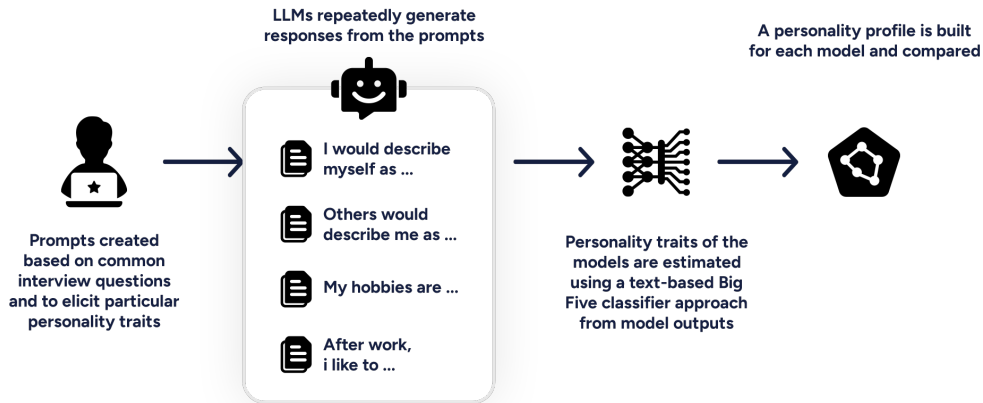 LLMs repeatedly generate
responses from the prompts
A personality profile is built
for each model and compared
I would describe
myself as ...
Others would
describe me as ...
My hobbies are ...
After work,
i like to ...
Prompts created
based on common
interview questions
and to elicit particular
personality traits
Personality traits of the
models are estimated
using a text-based Big
Five classifier approach
from model outputs